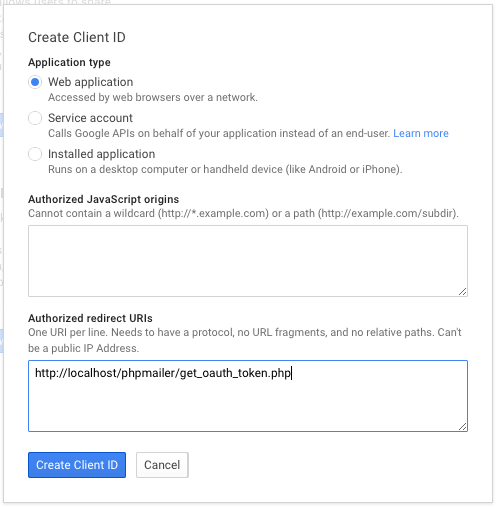 Create Client ID
Application type
Web application
Accessed by web browsers over a network.
Service account
Calls Google APIs on behalf of your application instead of an end-user. Learn more
Installed application
Runs on a desktop computer or handheld device (like Android or iPhone).
Authorized JavaScript origins
Cannot contain a wildcard (http://*.example.com) or a path (http://example.com/subdir).
Authorized redirect URIs
One URI per line. Needs to have a protocol, no URL fragments, and no relative paths. Can't
be a public IP Address.
http://localhost/phpmailer/get_oauth_token.php
Create Client ID Cancel